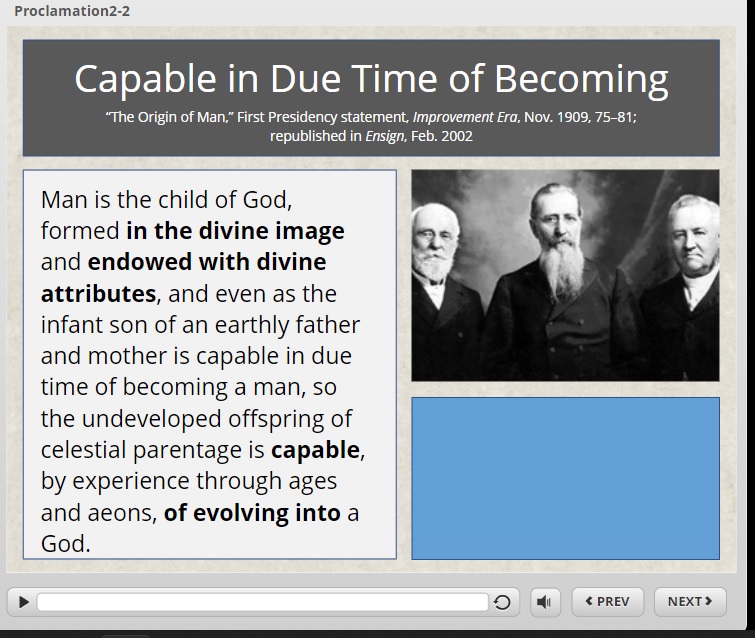 Proclamation2-2
Capable in Due Time of Becoming
“The Origin of Man,” First Presidency statement, Improvement Era, Nov. 1909, 75–81;
republished in Ensign, Feb. 2002
Man is the child of God,
formed in the divine image
and endowed with divine
attributes, and even as the
infant son of an earthly father
and mother is capable in due
time of becoming a man, so
the undeveloped offspring of
celestial parentage is capable,
by experience through ages
and aeons, of evolving into a
God.
PREV
NEXT